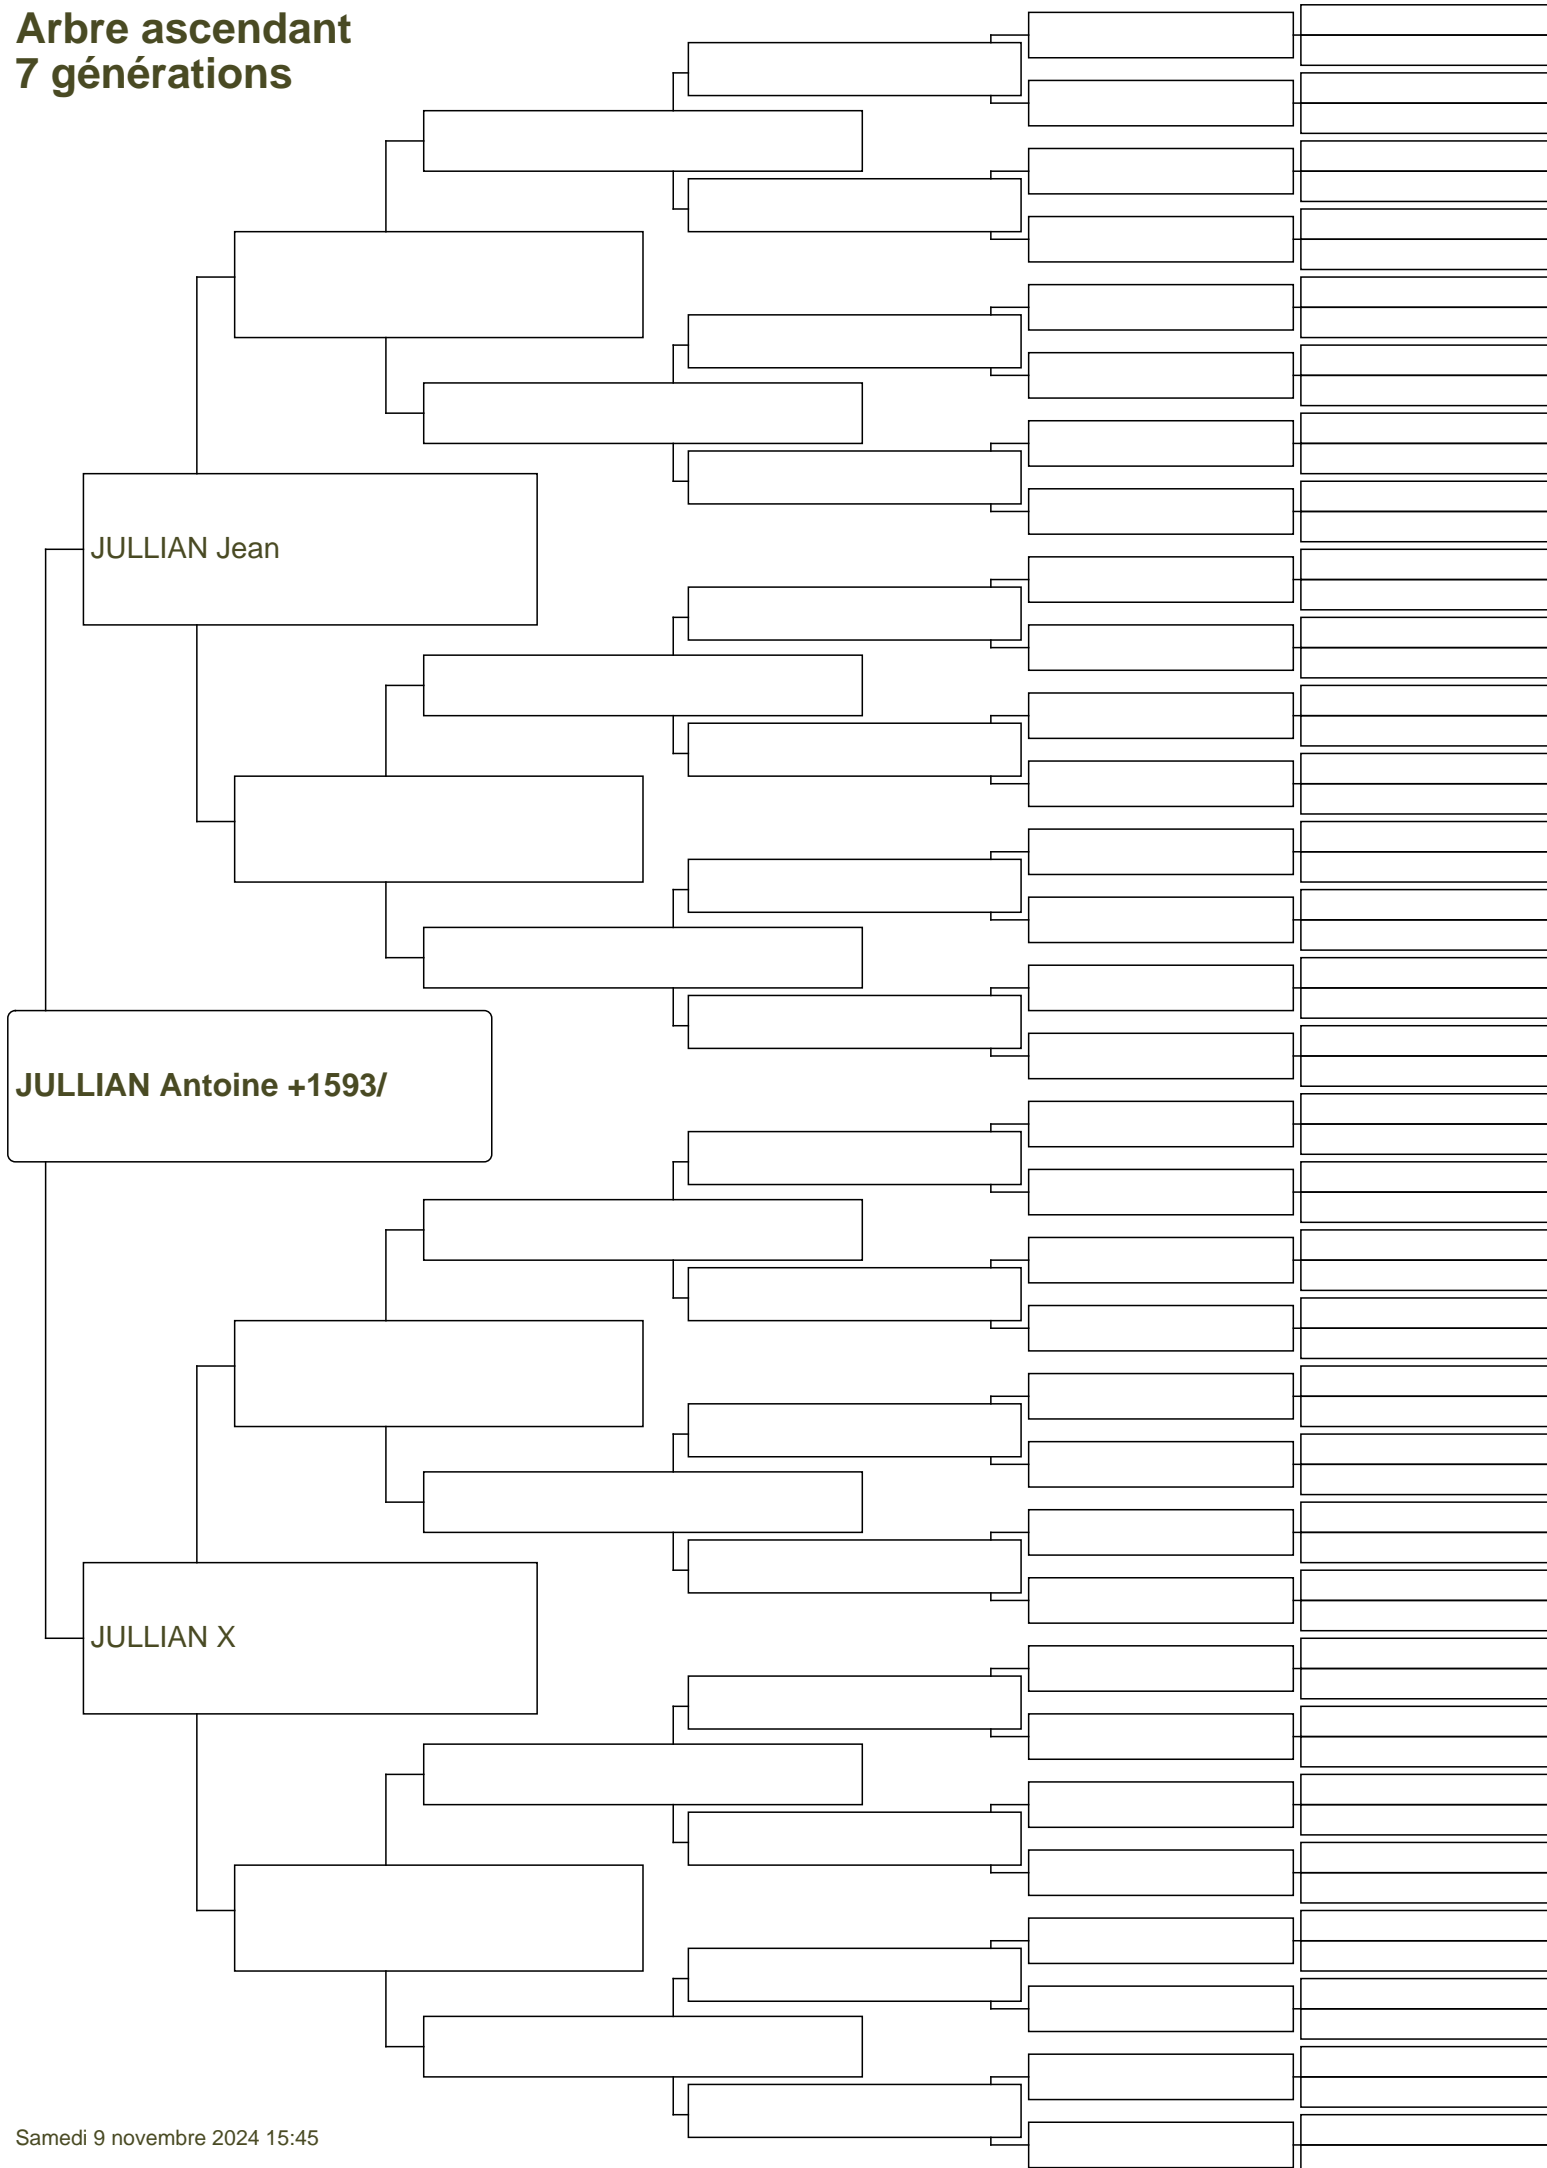 Arbre ascendant
7 générations
JULLIAN Jean
JULLIAN Antoine +1593/
JULLIAN X
Samedi 9 novembre 2024 15:45